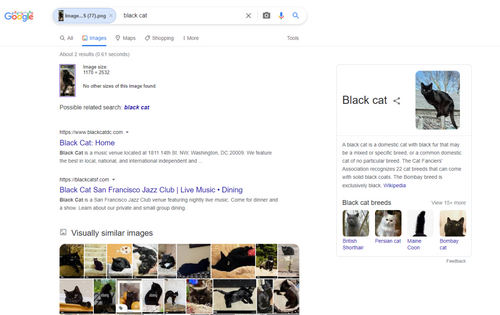 Google
Image...5 (77).png
black cat
All
Images
Maps
Shopping
More
Tools
About 2 results (0.61 seconds)
Image size
1170 × 2532
No other sizes of this image found.
Possible related search: black cat
https://www.blackcatdc.com
Black Cat: Home
Black Cat is a music venue located at 1811 14th St. NW. Washington, DC 20009. We feature
the best in local, national, and international independent and...
https://blackcatsf.com
Black Cat San Francisco Jazz Club | Live Music • Dining
Black Cat is a San Francisco Jazz Club venue featuring nightly live music. Come for dinner and
a show. Learn about our private and small group dining.
Visually similar images
Black cat
A black cat is a domestic cat with black fur that may
be a mixed or specific breed, or a common domestic
cat of no particular breed. The Cat Fanciers'
Association recognizes 22 cat breeds that can come
with solid black coats. The Bombay breed is
exclusively black. Wikipedia
Black cat breeds
View 15+ more
British
Shorthair
Persian cat
Maine
Coon
Bombay
cat
Feedback